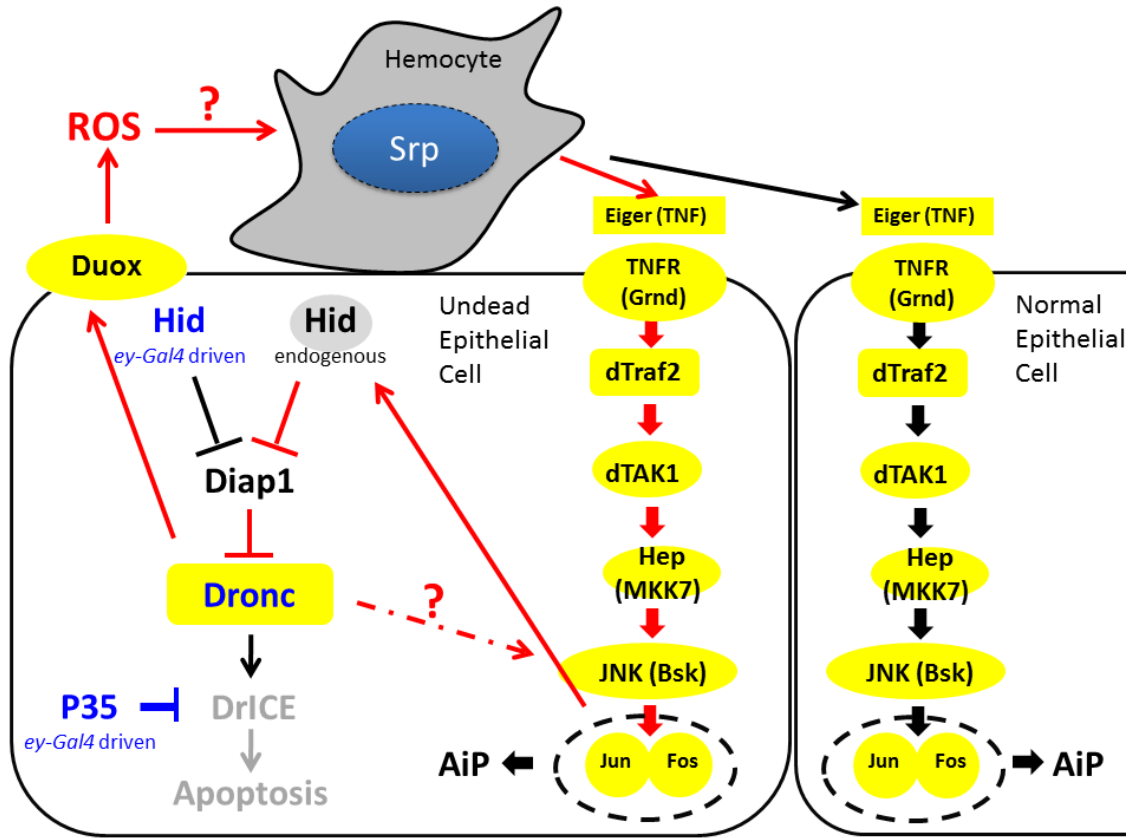 Hemocyte
?
ROS
Srp
Eiger (TNF)
Eiger (TNF)
Duox
TNFR
(Grnd)
TNFR
(Grnd)
Hid
ey-Gal4 driven
Hid
endogenous
Undead
Epithelial
Cell
Normal
Epithelial
Cell
dTraf2
dTraf2
Diap1
dTAK1
dTAK1
Dronc
?
Hep
(MKK7)
Hep
(MKK7)
JNK (Bsk)
JNK (Bsk)
P35
ey-Gal4 driven
DrICE
Apoptosis
AiP
Jun
Fos
Jun
Fos
AiP